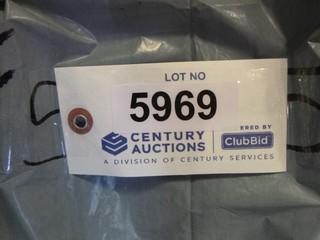 LOT NO
5969
CENTURY AUCTIONS
ERED BY
ClubBid
A DIVISION OF CENTURY SERVICES